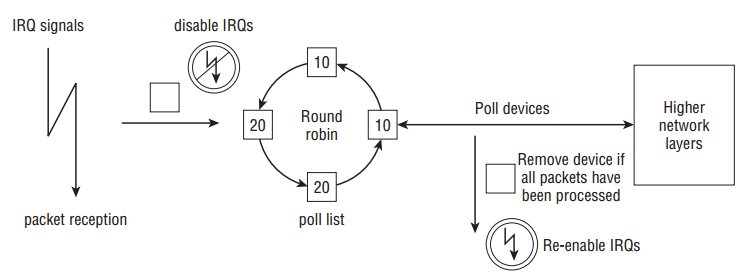 IRQ signals
disable IRQs
packet reception
10
20
Round
robin
10
20
poll list
Poll devices
Higher
network
layers
Remove device if
all packets have
been processed
Re-enable IRQs